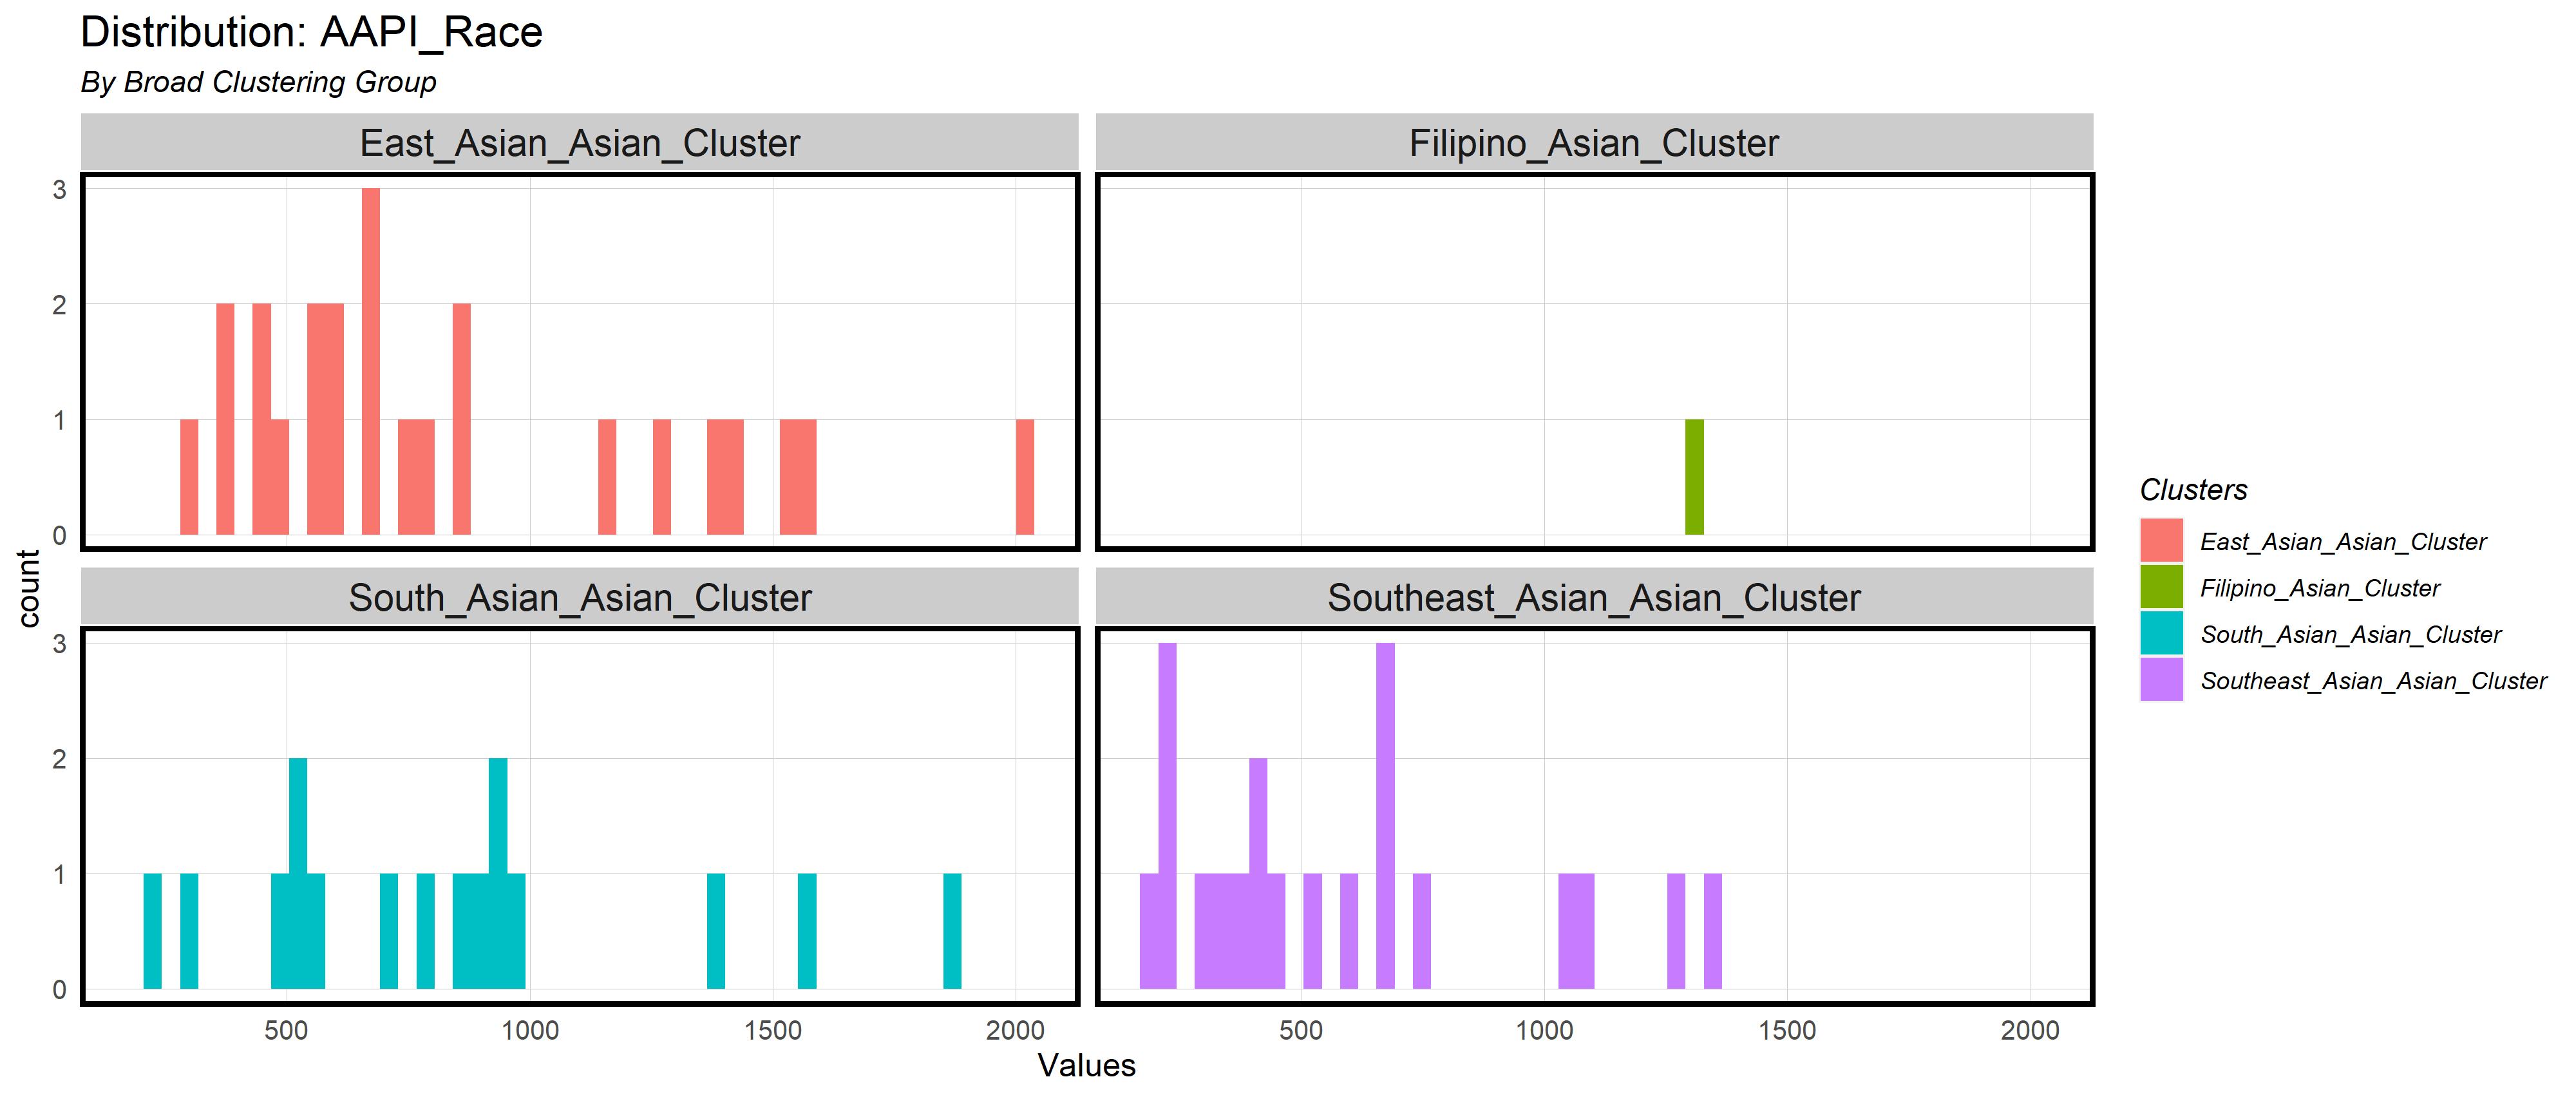 Distribution: AAPI_Race
By Broad Clustering Group
East_Asian_Asian_Cluster
Filipino_Asian_Cluster
3
2
1
0
South_Asian_Asian_Cluster
Southeast_Asian_Asian_Cluster
3
2
1
0
count
500 1000 1500 2000
500 1000 1500 2000
Values
Clusters
East_Asian_Asian_Cluster
Filipino_Asian_Cluster
South_Asian_Asian_Cluster
Southeast_Asian_Asian_Cluster